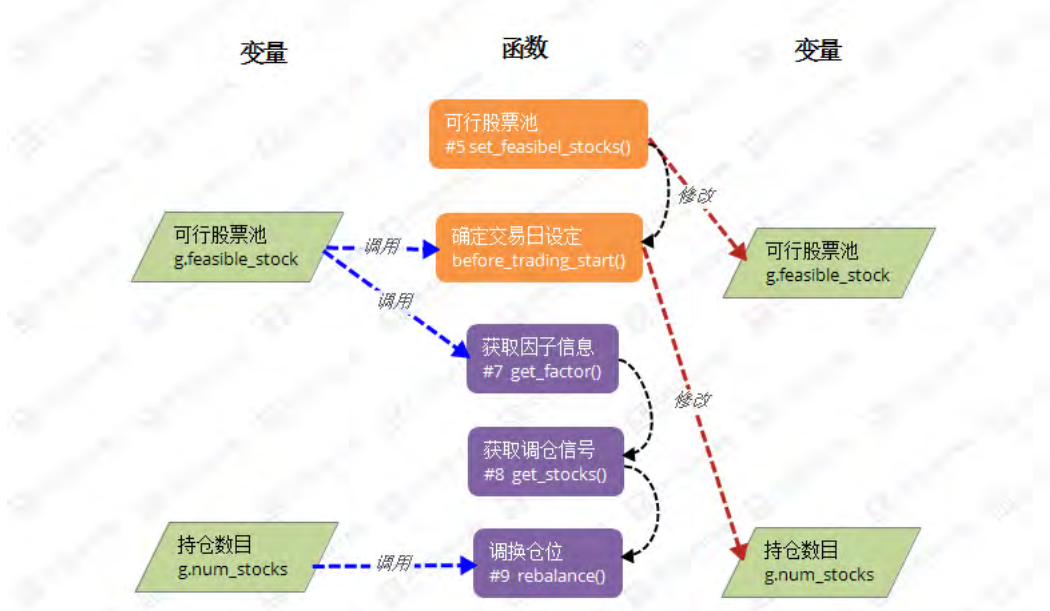 变量
函数
变量
可行股票池
#5 set_feasibel_stocks()
修改
可行股票池
g.feasible_stock
调用
确定交易日设定
before_trading_start()
可行股票池
g.feasible_stock
调用
获取因子信息
#7 get_factor()
修改
获取调仓信号
#8 get_stocks()
持仓数目
g.num_stocks
调用
调换仓位
#9 rebalance()
持仓数目
g.num_stocks